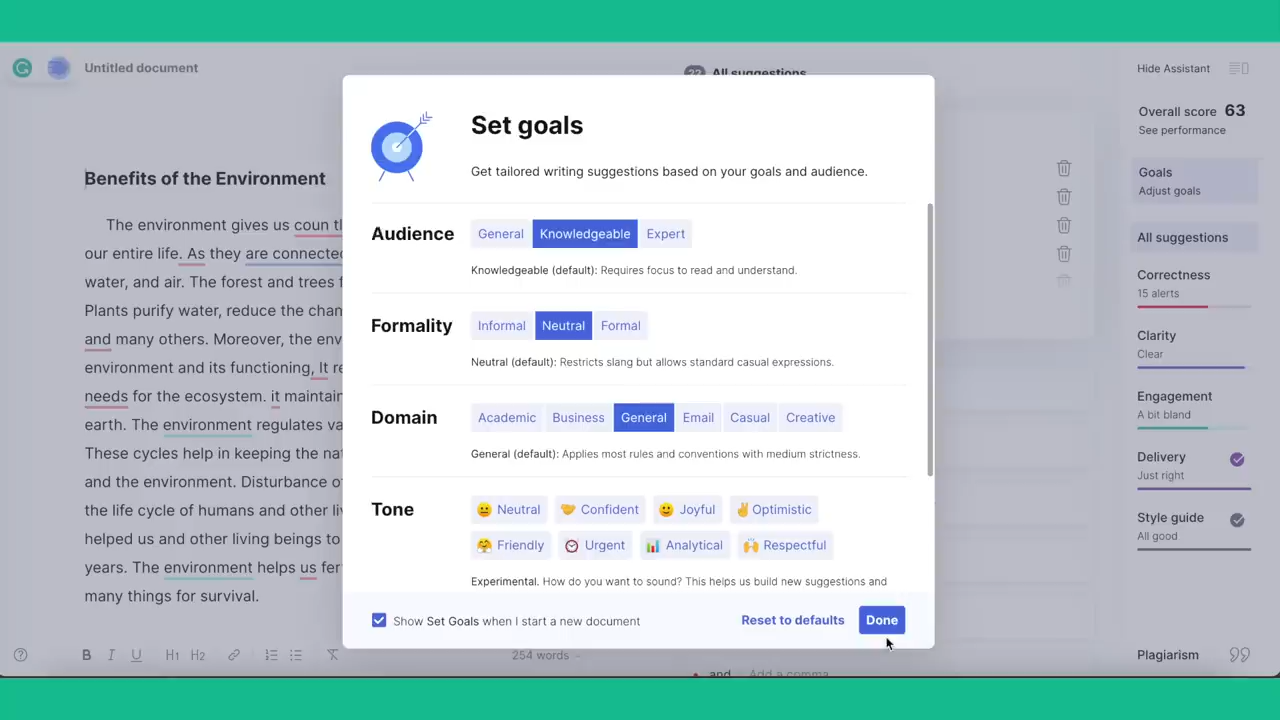 Untitled document
22 All suggestions
Hide Assistant
Overall score 63
See performance
Goals
Adjust goals
All suggestions
Correctness
15 alerts
Clarity
Clear
Engagement
A bit bland
Delivery
Just right
Style guide
All good
Plagiarism
Benefits of the Environment
The environment gives us coun
our entire life. As they are connected
water, and air. The forest and trees
Plants purify water, reduce the
and many others. Moreover, the
environment and its functioning, It
needs for the ecosystem. it maintain
earth. The environment regulates
These cycles help in keeping the
and the environment. Disturbance
the life cycle of humans and other
helped us and other living beings to
years. The environment helps us
many things for survival.
B I U H1 H2
254 words
and Add a comma
Set goals
Get tailored writing suggestions based on your goals and audience.
Audience General Knowledgeable Expert
Knowledgeable (default): Requires focus to read and understand.
Formality Informal Neutral Formal
Neutral (default): Restricts slang but allows standard casual expressions.
Domain Academic Business General Email Casual Creative
General (default): Applies most rules and conventions with medium strictness.
Tone Neutral Confident Joyful Optimistic
Friendly Urgent Analytical Respectful
Experimental. How do you want to sound? This helps us build new suggestions and
Show Set Goals when I start a new document
Reset to defaults Done